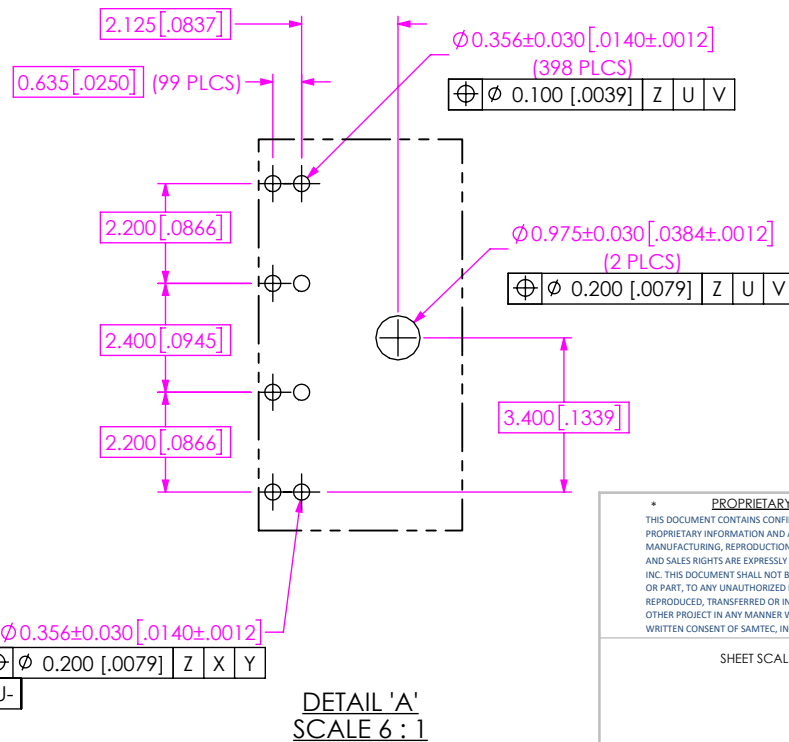 2.125 [.0837]
Ø0.356±0.030 [.0140±.0012]
(398 PLCS)
0.635 [.0250] (99 PLCS)
⌖ Ø 0.100 [.0039] Z U V
2.200 [.0866]
Ø0.975±0.030 [.0384±.0012]
(2 PLCS)
⌖ Ø 0.200 [.0079] Z U V
2.400 [.0945]
3.400 [.1339]
2.200 [.0866]
* PROPRIETARY
THIS DOCUMENT CONTAINS
PROPRIETARY INFORMATION AND
MANUFACTURING, REPRODUCTION
AND SALES RIGHTS ARE EXPRESSLY
INC. THIS DOCUMENT SHALL NOT
OR PART, TO ANY UNAUTHORIZED
REPRODUCED, TRANSFERRED OR
OTHER PROJECT IN ANY MANNER
WRITTEN CONSENT OF SAMTEC,
Ø0.356±0.030 [.0140±.0012]
⌖ Ø 0.200 [.0079] Z X Y
SHEET
DETAIL 'A'
SCALE 6 : 1